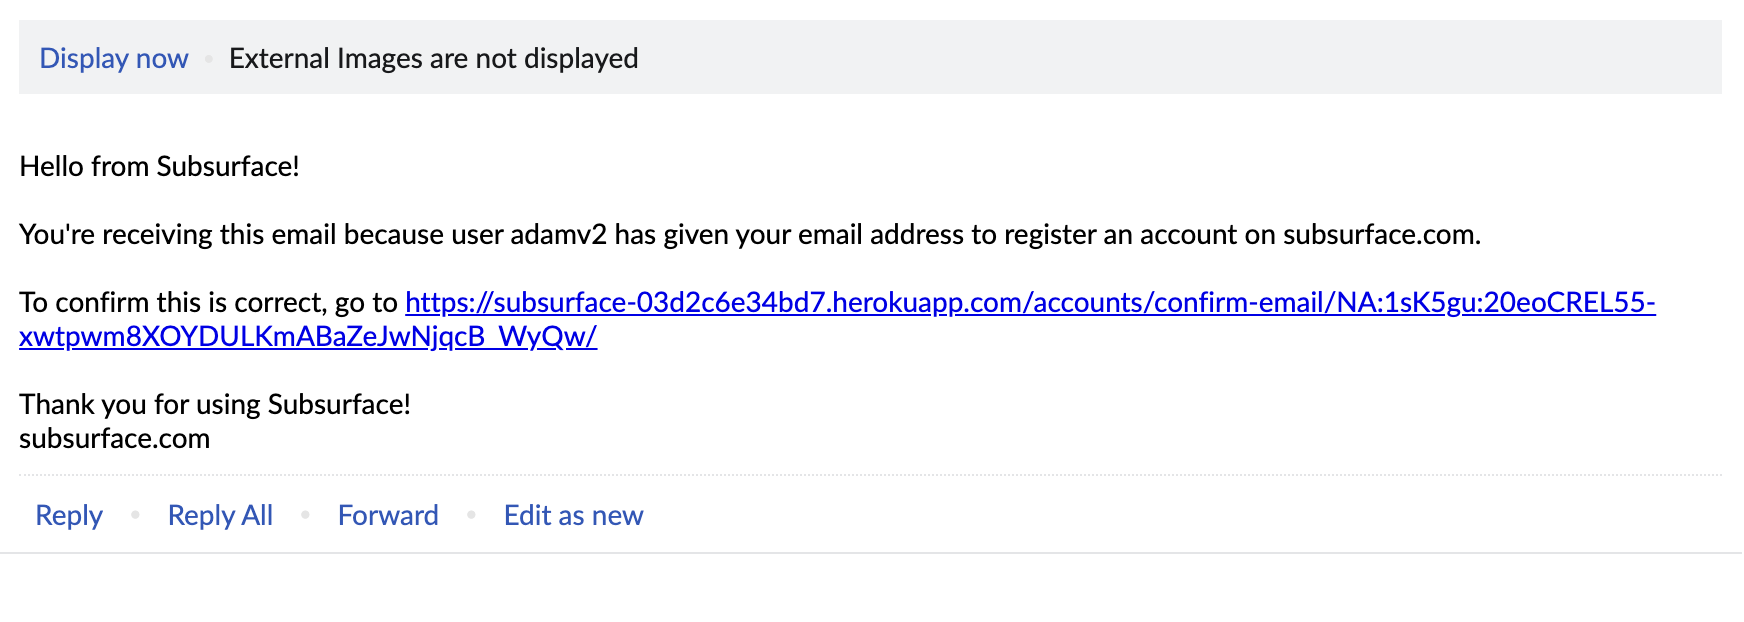 Display now • External Images are not displayed
Hello from Subsurface!
You're receiving this email because user adamv2 has given your email address to register an account on subsurface.com.
To confirm this is correct, go to https://subsurface-03d2c6e34bd7.herokuapp.com/accounts/confirm-email/NA:1sK5gu:20eoCREL55-
xwtpwm8XOYDULKmABaZeJwNjqcB_WyQw/
Thank you for using Subsurface!
subsurface.com
Reply • Reply All • Forward • Edit as new